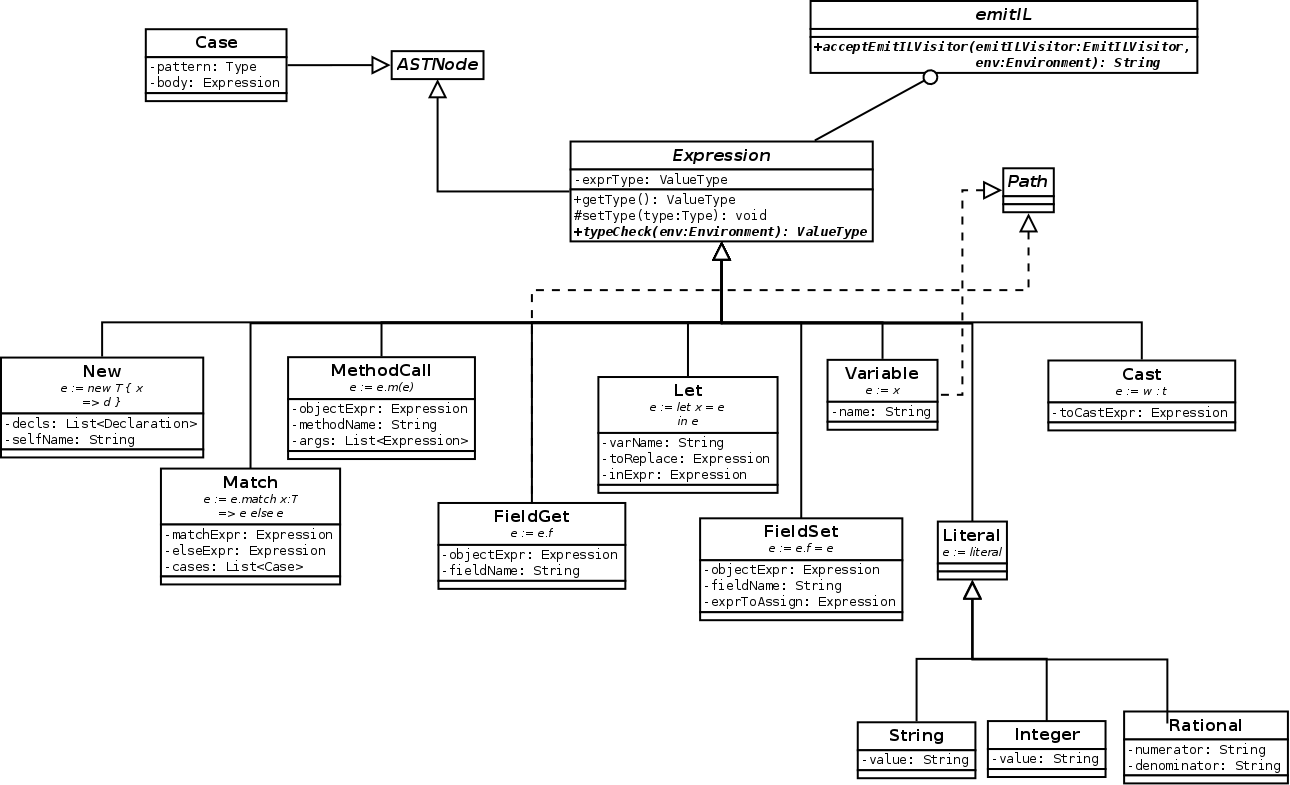 emitIL
+acceptEmitILVisitor(emitILVisitor:EmitILVisitor,
env:Environment): String
Case
-pattern: Type
-body: Expression
ASTNode
Expression
-exprType: ValueType
+getType(): ValueType
#setType(type:Type): void
+typeCheck(env:Environment): ValueType
Path
New
e := new T { x
=> d }
-decls: List<Declaration>
-selfName: String
MethodCall
e := e.m(e)
-objectExpr: Expression
-methodName: String
-args: List<Expression>
Let
e := let x = e
in e
-varName: String
-toReplace: Expression
-inExpr: Expression
Variable
e := x
-name: String
Cast
e := w : t
-toCastExpr: Expression
Match
e := e.match x:T
=> e else e
-matchExpr: Expression
-elseExpr: Expression
-cases: List<Case>
FieldGet
e := e.f
-objectExpr: Expression
-fieldName: String
FieldSet
e := e.f = e
-objectExpr: Expression
-fieldName: String
-exprToAssign: Expression
Literal
e := literal
String
-value: String
Integer
-value: String
Rational
-numerator: String
-denominator: String